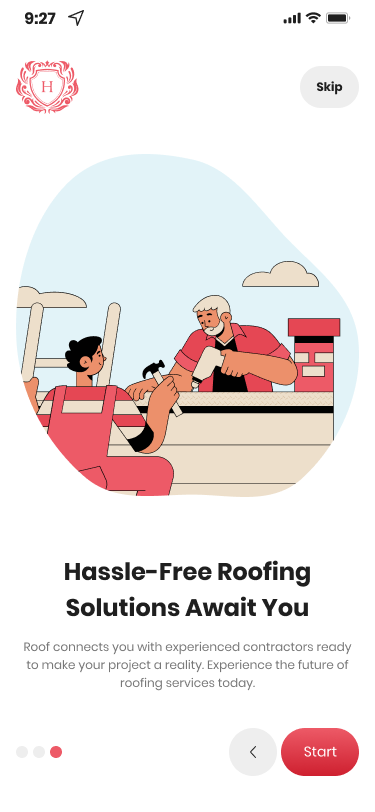 9:27
H
Skip
Hassle-Free Roofing
Solutions Await You
Roof connects you with experienced contractors ready
to make your project a reality. Experience the future of
roofing services today.
Start